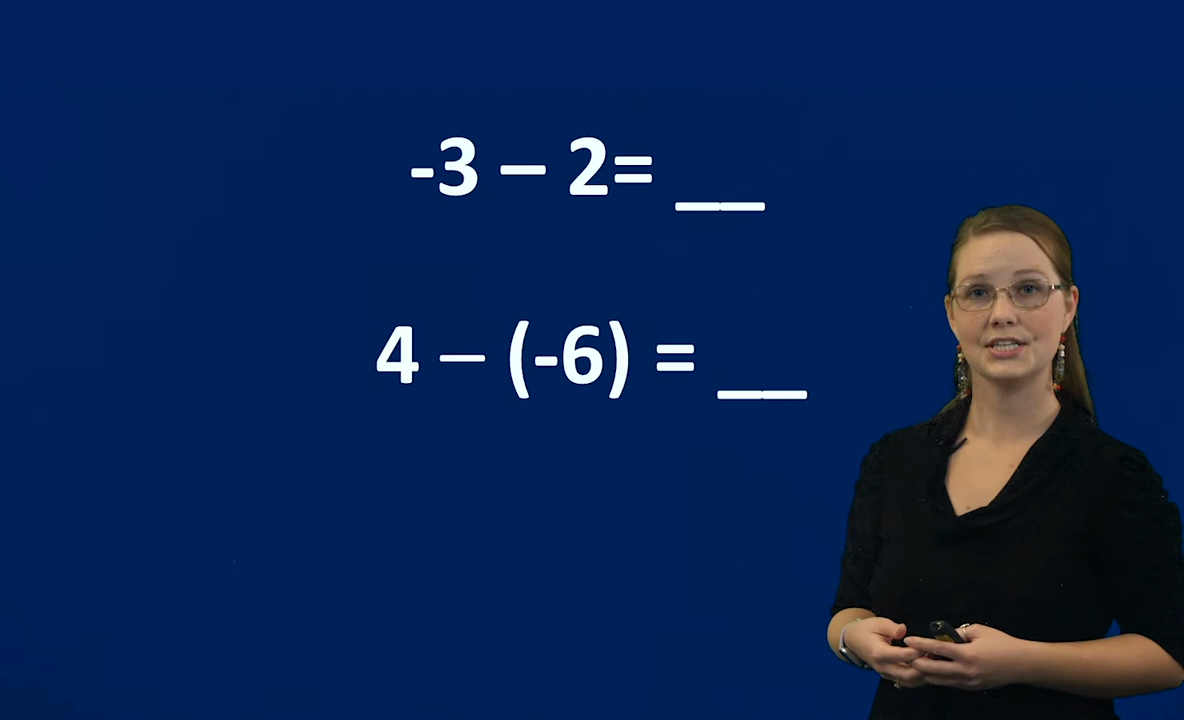 -3 – 2= __
4 – (-6) = __